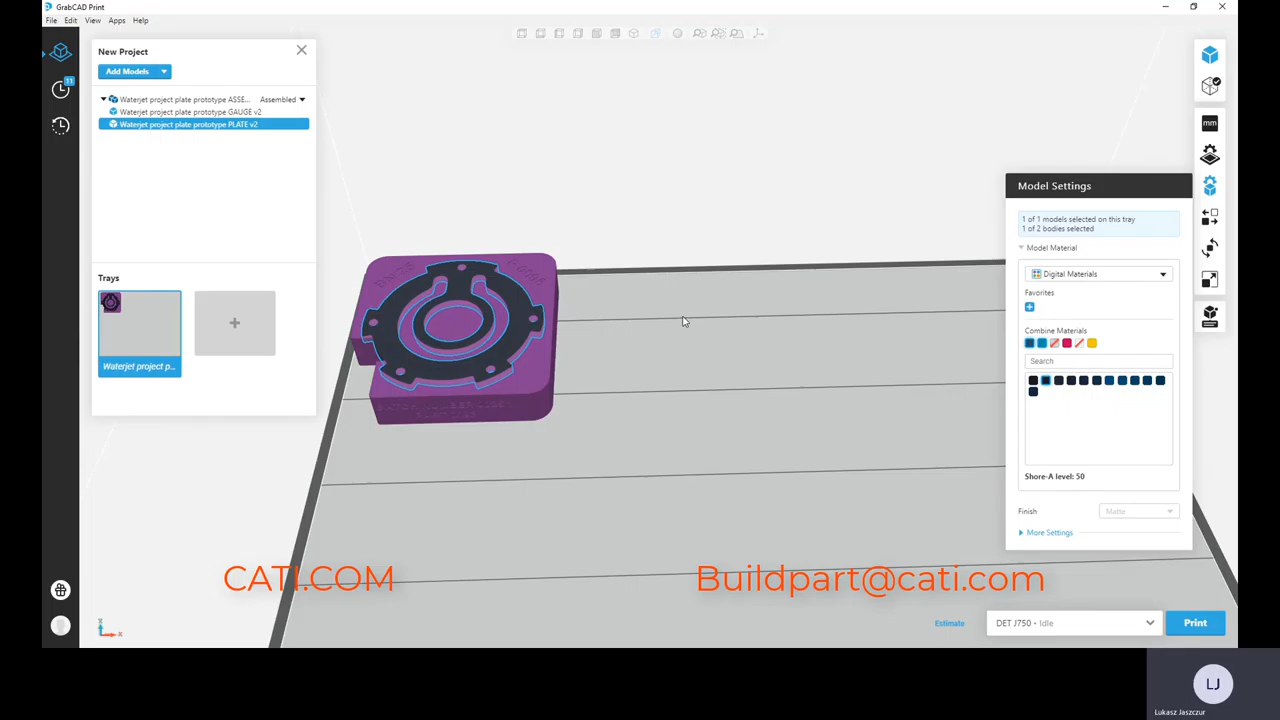 GrabCAD Print
File Edit View Apps Help
New Project
Add Models
Waterjet project plate prototype ASSE... Assembled
Waterjet project plate prototype GAUGE v2
Waterjet project plate prototype PLATE v2
Trays
Waterjet project p...
11
mm
Model Settings
1 of 1 models selected on this tray
1 of 2 bodies selected
Model Material
Digital Materials
Favorites
Combine Materials
Search
Shore-A level: 50
Finish Matte
More Settings
CATI.COM Buildpart@cati.com
Estimate DET J750 - Idle Print
LJ
Lukasz Jaszczur